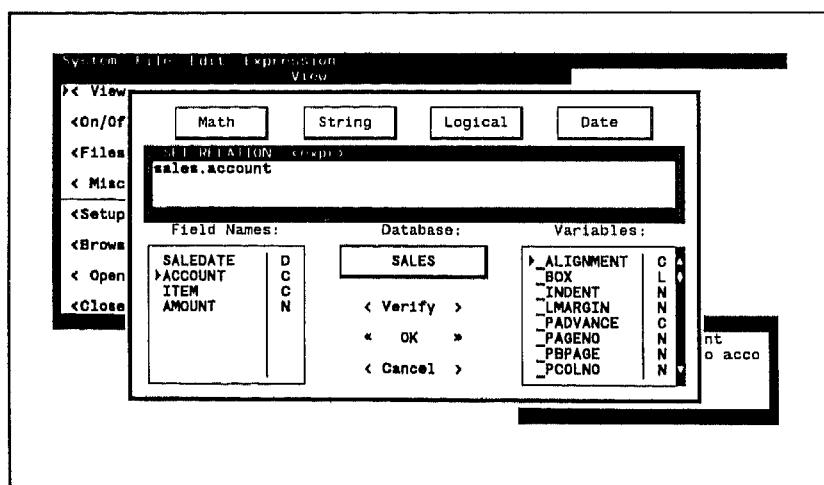 System File Edit Expression
View
< View
<On/Of
<Files
< Misc
<Setup
<Brows
< Open
<Close
Math String Logical Date
SET RELATION <expr>
sales.account
Field Names:
SALEDATE D
ACCOUNT C
ITEM C
AMOUNT N
Database:
SALES
< Verify >
« OK »
< Cancel >
Variables:
_ALIGNMENT C
_BOX L
_INDENT N
_LMARGIN N
_PADVANCE C
_PAGENO N
_PBPAGE N
_PCOLNO N
nt
o acco